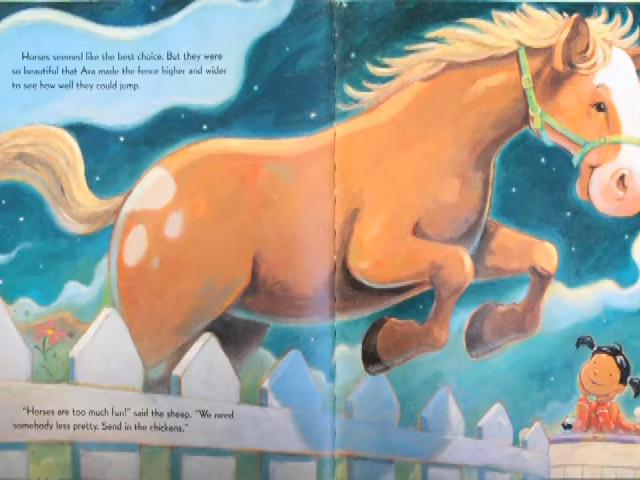 Horses seemed like the best choice. But they were
so beautiful that Ava made the fence higher and wider
to see how well they could jump.
"Horses are too much fun!" said the sheep. "We need
somebody less pretty. Send in the chickens."